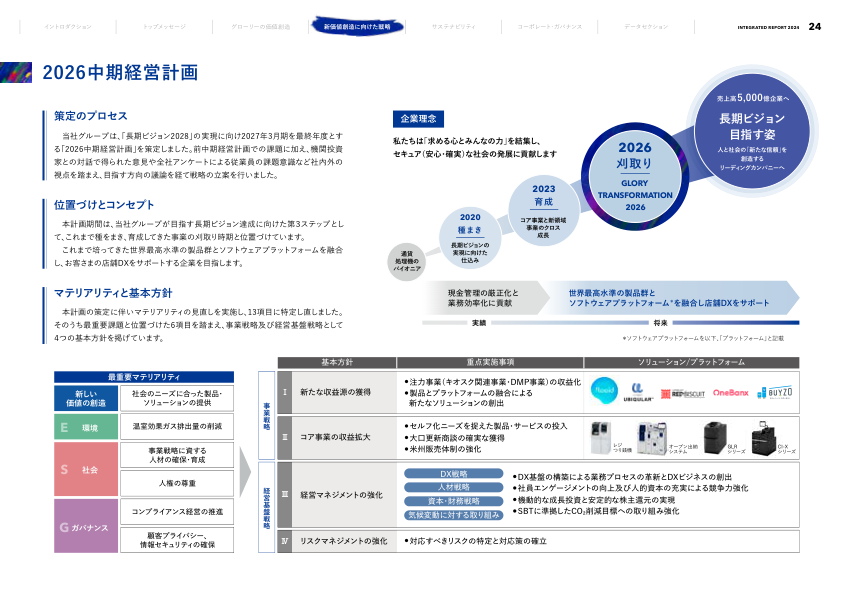 イントロダクション
トップメッセージ
グローリーの価値創造
新価値創造に向けた戦略
サステナビリティ
コーポレート・ガバナンス
データセクション
INTEGRATED REPORT 2024 24
2026中期経営計画
策定のプロセス
当社グループは、「長期ビジョン2028」の実現に向け2027年3月期を最終年度とす
る「2026中期経営計画」を策定しました。前中期経営計画での課題に加え、機関投資
家との対話で得られた意見や全社アンケートによる従業員の課題意識など社内外の
視点を踏まえ、目指す方向の議論を経て戦略の立案を行いました。
位置づけとコンセプト
本計画期間は、当社グループが目指す長期ビジョン達成に向けた第3ステップとし
て、これまで種をまき、育成してきた事業の刈取り時期と位置づけています。
これまで培ってきた世界最高水準の製品群とソフトウェアプラットフォームを融合
し、お客さまの店舗DXをサポートする企業を目指します。
マテリアリティと基本方針
本計画の策定に伴いマテリアリティの見直しを実施し、13項目に特定し直しました。
そのうち最重要課題と位置づけた6項目を踏まえ、事業戦略及び経営基盤戦略として
4つの基本方針を掲げています。
企業理念
私たちは「求める心とみんなの力」を結集し、
セキュア(安心・確実)な社会の発展に貢献します
通貨
処理機の
パイオニア
2020
種まき
長期ビジョンの
実現に向けた
仕込み
2023
育成
コア事業と新領域
事業のクロス
成長
2026
刈取り
GLORY
TRANSFORMATION
2026
売上高5,000億企業へ
長期ビジョン
目指す姿
人と社会の「新たな信頼」を
創造する
リーディングカンパニーへ
現金管理の厳正化と
業務効率化に貢献
世界最高水準の製品群と
ソフトウェアプラットフォーム*を融合し店舗DXをサポート
実績
将来
*ソフトウェアプラットフォームを以下、「プラットフォーム」と記載
最重要マテリアリティ
新しい
価値の創造
社会のニーズに合った製品・
ソリューションの提供
E 環境
温室効果ガス排出量の削減
S 社会
事業戦略に資する
人材の確保・育成
人権の尊重
G ガバナンス
コンプライアンス経営の推進
顧客プライバシー、
情報セキュリティの確保
基本方針
重点実施事項
ソリューション/プラットフォーム
事業戦略
Ⅰ 新たな収益源の獲得
●注力事業(キオスク関連事業・DMP事業)の収益化
●製品とプラットフォームの融合による
新たなソリューションの創出
Acrelec
UBIQULAR™
REDBISCUIT
OneBanx
BUYZO
Ⅱ コア事業の収益拡大
●セルフ化ニーズを捉えた製品・サービスの投入
●大口更新商談の確実な獲得
●米州販売体制の強化
レジ
つり銭機
オープン出納
システム
GLR
シリーズ
CI-X
シリーズ
経営基盤戦略
Ⅲ 経営マネジメントの強化
DX戦略
人材戦略
資本・財務戦略
気候変動に対する取り組み
●DX基盤の構築による業務プロセスの革新とDXビジネスの創出
●社員エンゲージメントの向上及び人的資本の充実による競争力強化
●機動的な成長投資と安定的な株主還元の実現
●SBTに準拠したCO₂削減目標への取り組み強化
Ⅳ リスクマネジメントの強化
●対応すべきリスクの特定と対応策の確立